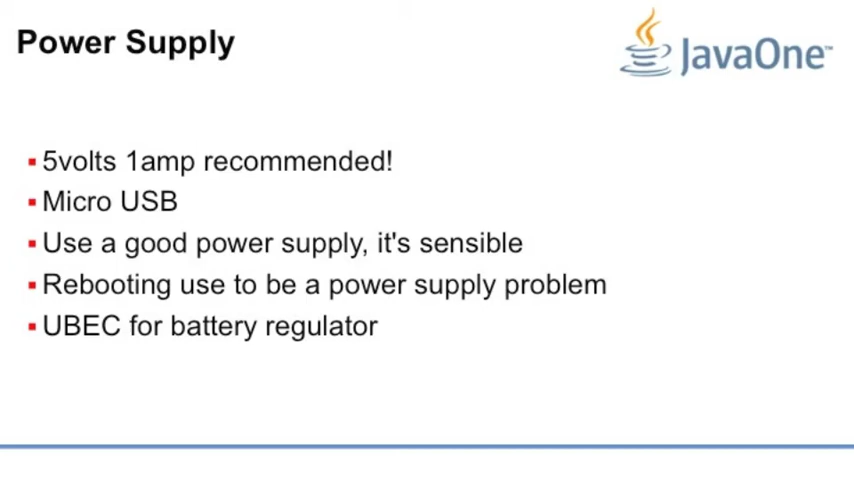 Power Supply
JavaOne™
5volts 1amp recommended!
Micro USB
Use a good power supply, it's sensible
Rebooting use to be a power supply problem
UBEC for battery regulator